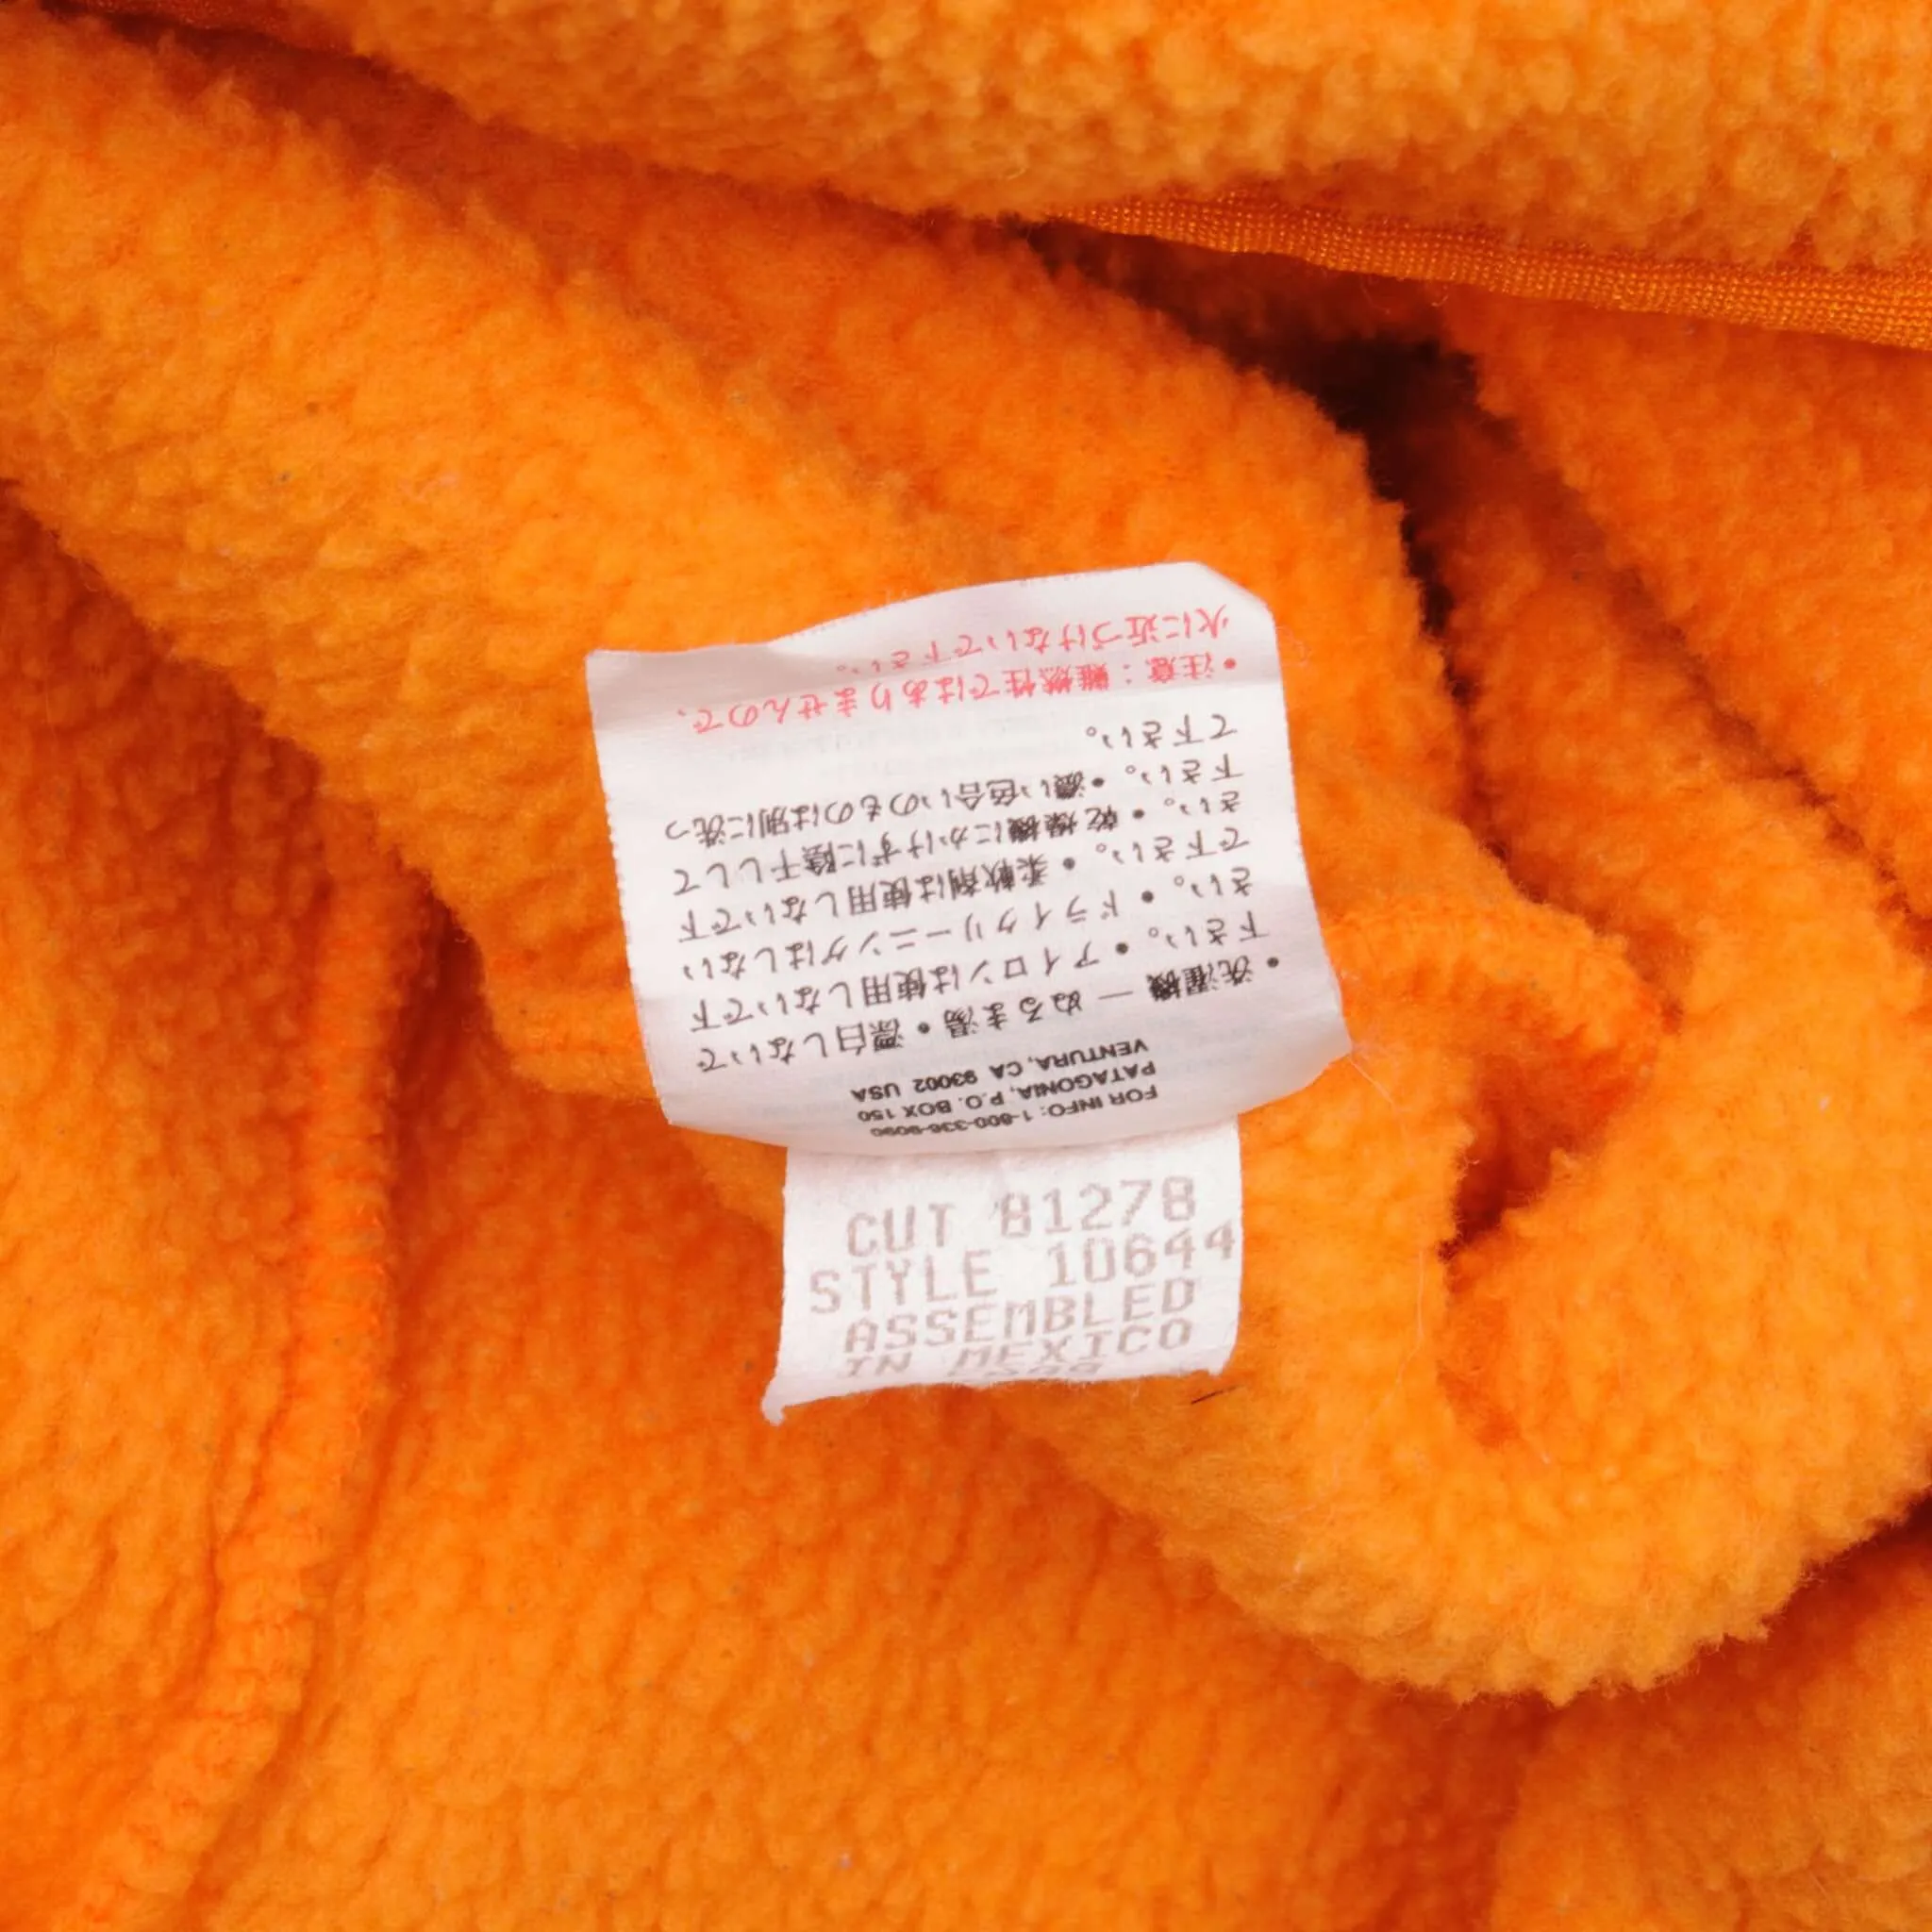 FOR INFO: 1-800-336-9090
PATAGONIA, P.O. BOX 150
VENTURA, CA 93002 USA
•洗濯機 — ぬるま湯 •漂白しないで
下さい。 •アイロンは使用しないで下
さい。 •ドライクリーニングはしない
で下さい。 •柔軟剤は使用しないで下
さい。 •乾燥機にかけずに陰干しして
下さい。 •濃い色合いのものは別に洗っ
て下さい。
•注意：難燃性ではありませんので、
火に近づけないで下さい。
CUT 81278
STYLE 10644
ASSEMBLED
IN MEXICO